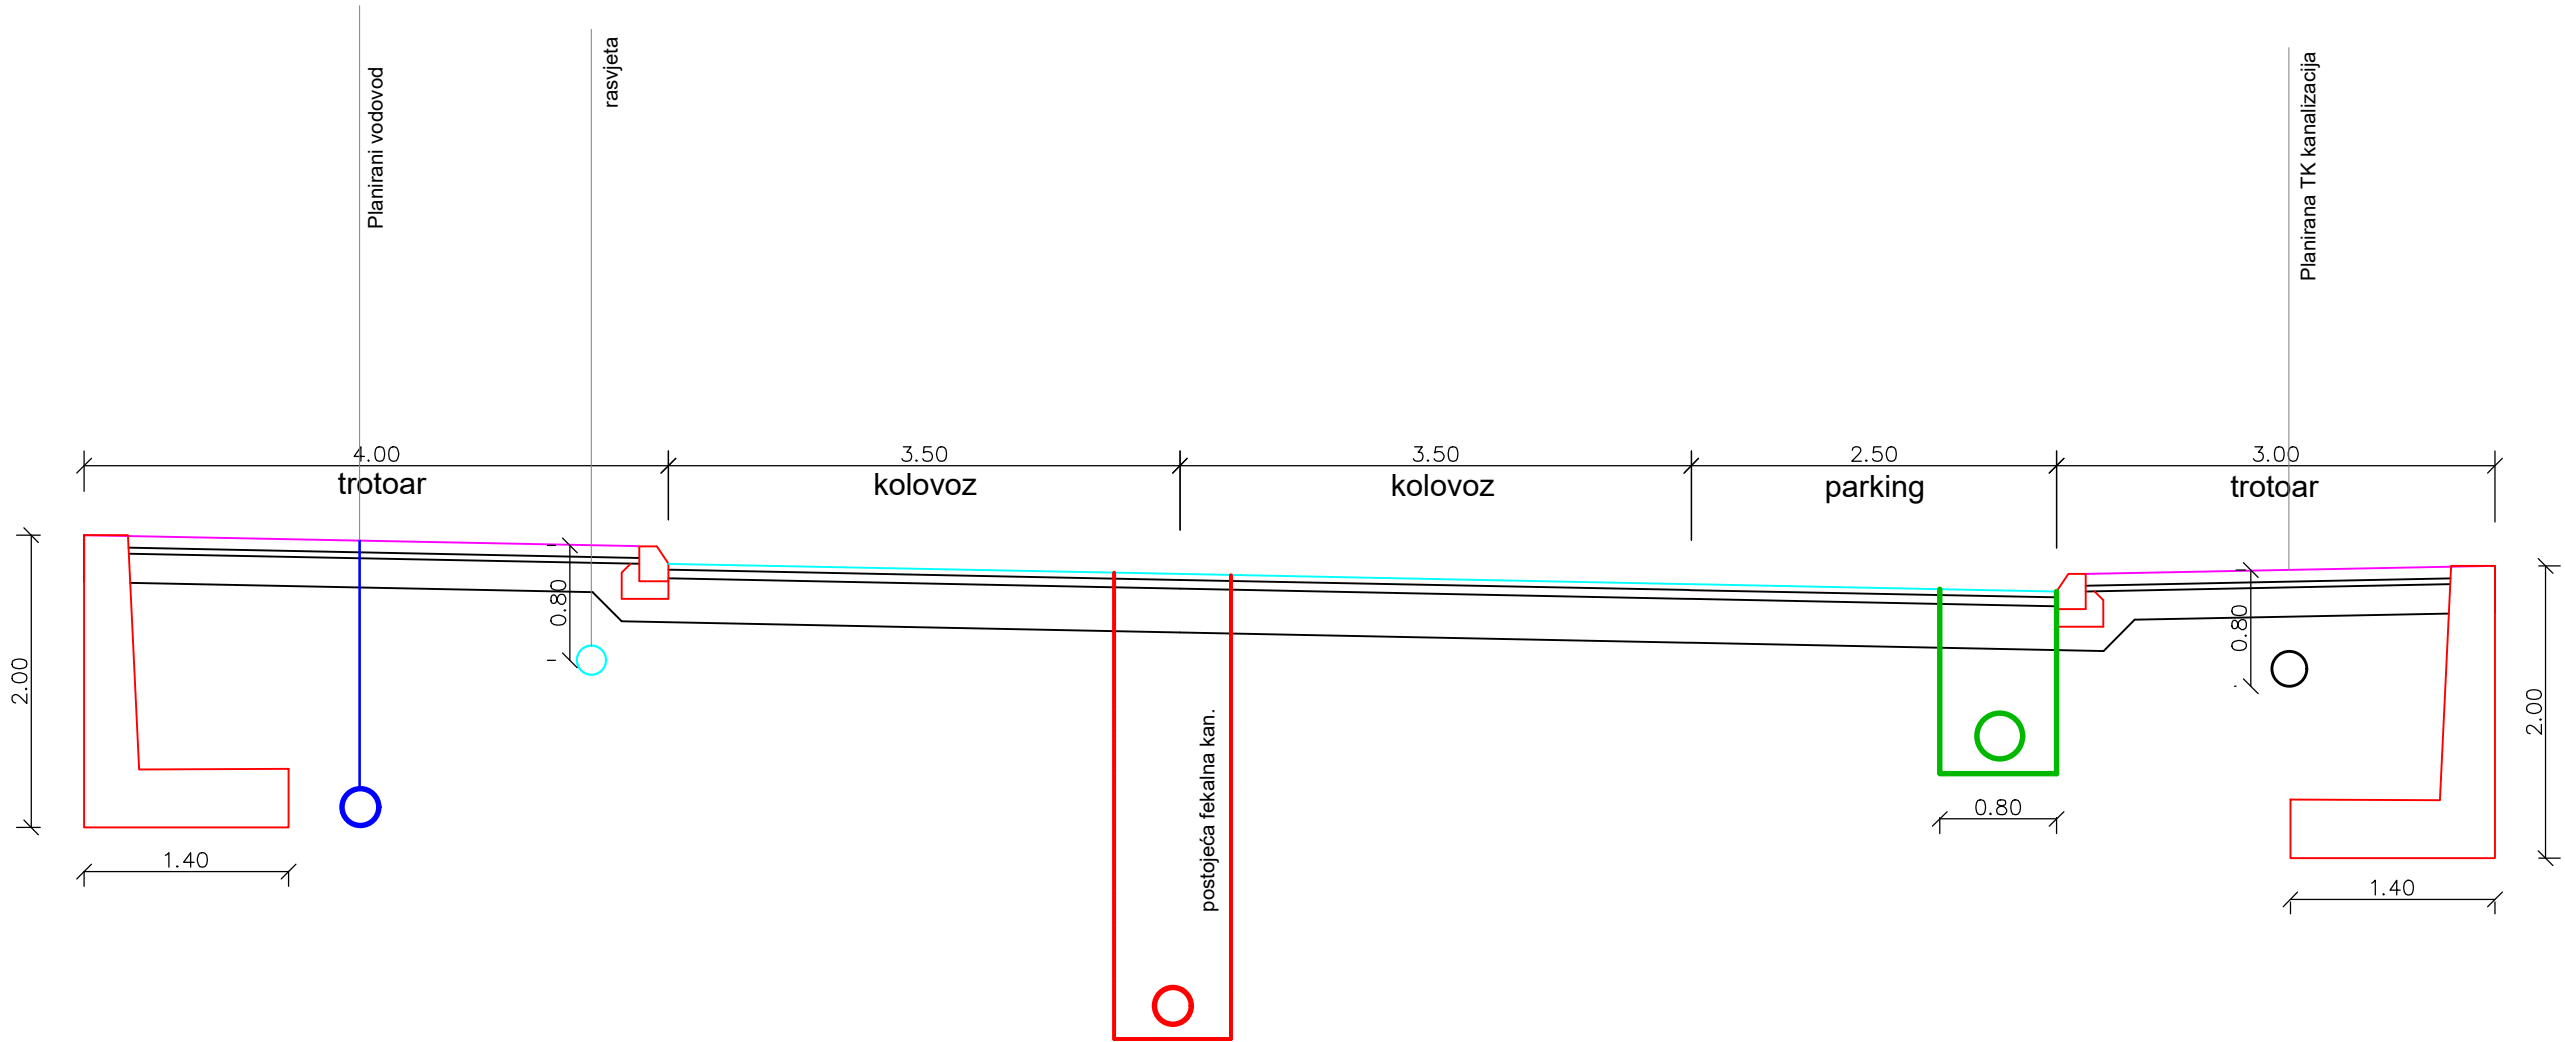 Planirani vodovod
rasvjeta
Planirana TK kanalizacija
4.00
3.50
3.50
2.50
3.00
trotoar
kolovoz
kolovoz
parking
trotoar
0.80
0.80
2.00
2.00
postojeća fekalna kan.
0.80
1.40
1.40